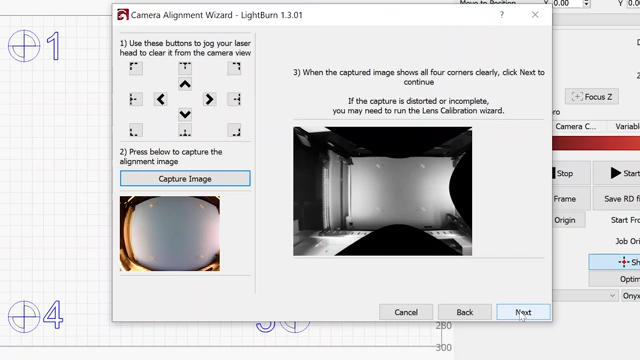 Camera Alignment Wizard - LightBurn 1.3.01
?
1) Use these buttons to jog your laser
head to clear it from the camera view
2) Press below to capture the
alignment image
Capture Image
3) When the captured image shows all four corners clearly, click Next to
continue
If the capture is distorted or incomplete,
you may need to run the Lens Calibration wizard.
Cancel
Back
Next
1
4
280
300
Move to Position
0.00
Y
0.00
Focus Z
Camera C...
Variable
Stop
Start
Frame
Save RD fi
Origin
Start Fro
Job Ori
Sh
Optim
Onyx